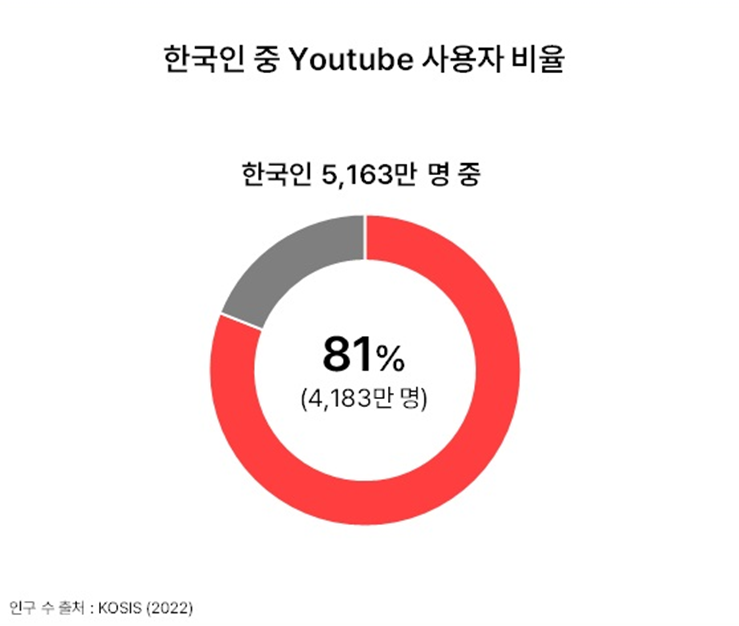 한국인 중 Youtube 사용자 비율
한국인 5,163만 명 중
81%
(4,183만 명)
인구 수 출처 : KOSIS (2022)